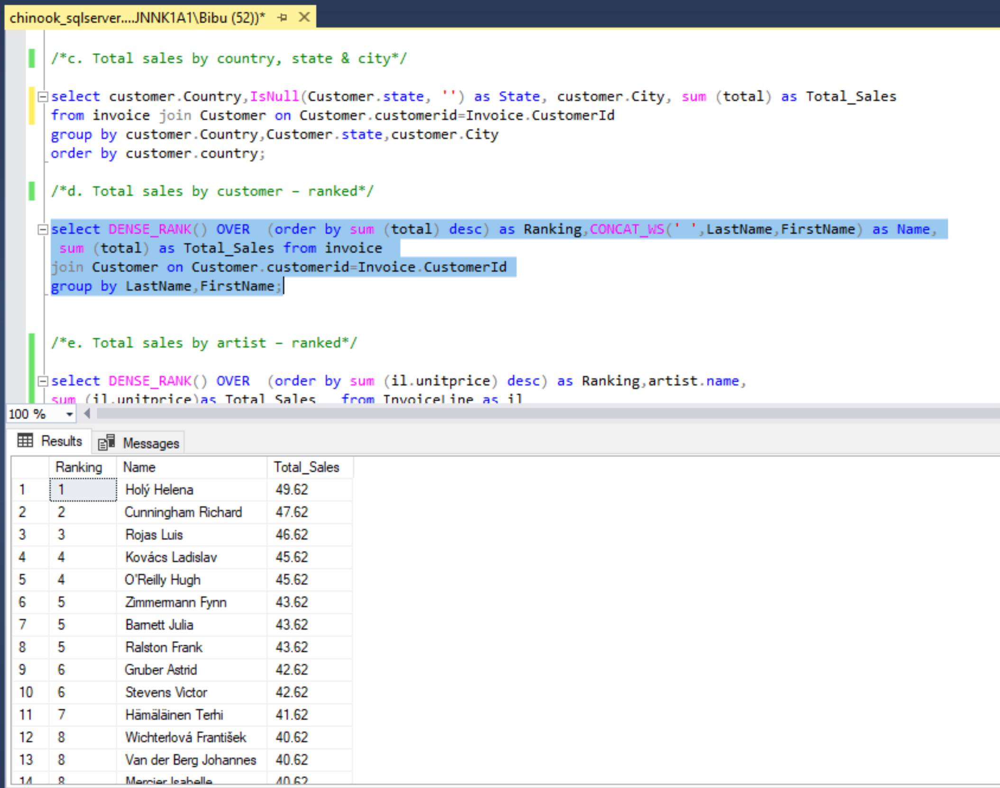 chinook_sqlserver....JNNK1A1\Bibu (52))*
/*c. Total sales by country, state & city*/
select customer.Country,IsNull(Customer.state, '') as State, customer.City, sum (total) as Total_Sales
from invoice join Customer on Customer.customerid=Invoice.CustomerId
group by customer.Country,Customer.state,customer.City
order by customer.country;
/*d. Total sales by customer – ranked*/
select DENSE_RANK() OVER  (order by sum (total) desc) as Ranking,CONCAT_WS(' ',LastName,FirstName) as Name,
sum (total) as Total_Sales from invoice
join Customer on Customer.customerid=Invoice.CustomerId
group by LastName,FirstName;
/*e. Total sales by artist – ranked*/
select DENSE_RANK() OVER  (order by sum (il.unitprice) desc) as Ranking,artist.name,
sum (il.unitprice)as Total_Sales   from InvoiceLine as il
100 %
Results Messages
Ranking Name Total_Sales
1 1 Holý Helena 49.62
2 2 Cunningham Richard 47.62
3 3 Rojas Luis 46.62
4 4 Kovács Ladislav 45.62
5 4 O'Reilly Hugh 45.62
6 5 Zimmermann Fynn 43.62
7 5 Barnett Julia 43.62
8 5 Ralston Frank 43.62
9 6 Gruber Astrid 42.62
10 6 Stevens Victor 42.62
11 7 Hämäläinen Terhi 41.62
12 8 Wichterlová František 40.62
13 8 Van der Berg Johannes 40.62
14 8 Mercier Isabelle 40.62